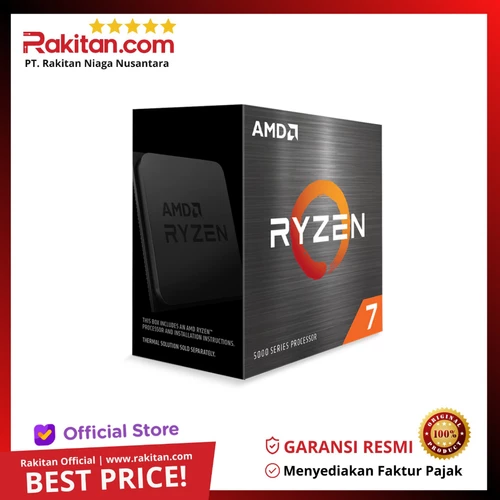 Rakitan.com
PT. Rakitan Niaga Nusantara
AMD
RYZEN
THIS BOX INCLUDES AN AMD RYZEN™
PROCESSOR AND INSTALLATION INSTRUCTIONS.
THERMAL SOLUTION SOLD SEPARATELY.
AMD
RYZEN
7
5000 SERIES PROCESSOR
Official Store
GARANSI RESMI
Menyediakan Faktur Pajak
ORIGINAL
100%
PRODUCT
Rakitan Official | www.rakitan.com
BEST PRICE!